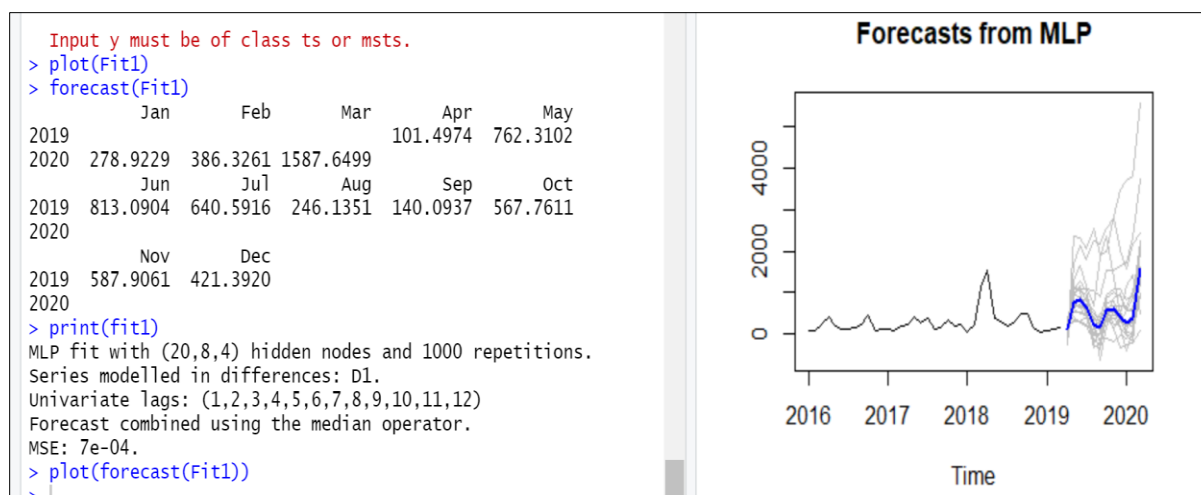 Input y must be of class ts or msts.
> plot(Fit1)
> forecast(Fit1)
Jan Feb Mar Apr May
2019 101.4974 762.3102
2020 278.9229 386.3261 1587.6499
Jun Jul Aug Sep Oct
2019 813.0904 640.5916 246.1351 140.0937 567.7611
2020
Nov Dec
2019 587.9061 421.3920
2020
> print(fit1)
MLP fit with (20,8,4) hidden nodes and 1000 repetitions.
Series modelled in differences: D1.
Univariate lags: (1,2,3,4,5,6,7,8,9,10,11,12)
Forecast combined using the median operator.
MSE: 7e-04.
> plot(forecast(Fit1))
>
Forecasts from MLP
4000
2000
0
2016 2017 2018 2019 2020
Time